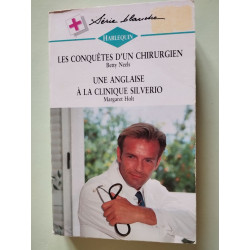 Série blanche
HARLEQUIN
LES CONQUÊTES D'UN CHIRURGIEN
Betty Neels
UNE ANGLAISE
À LA CLINIQUE SILVERIO
Margaret Holt